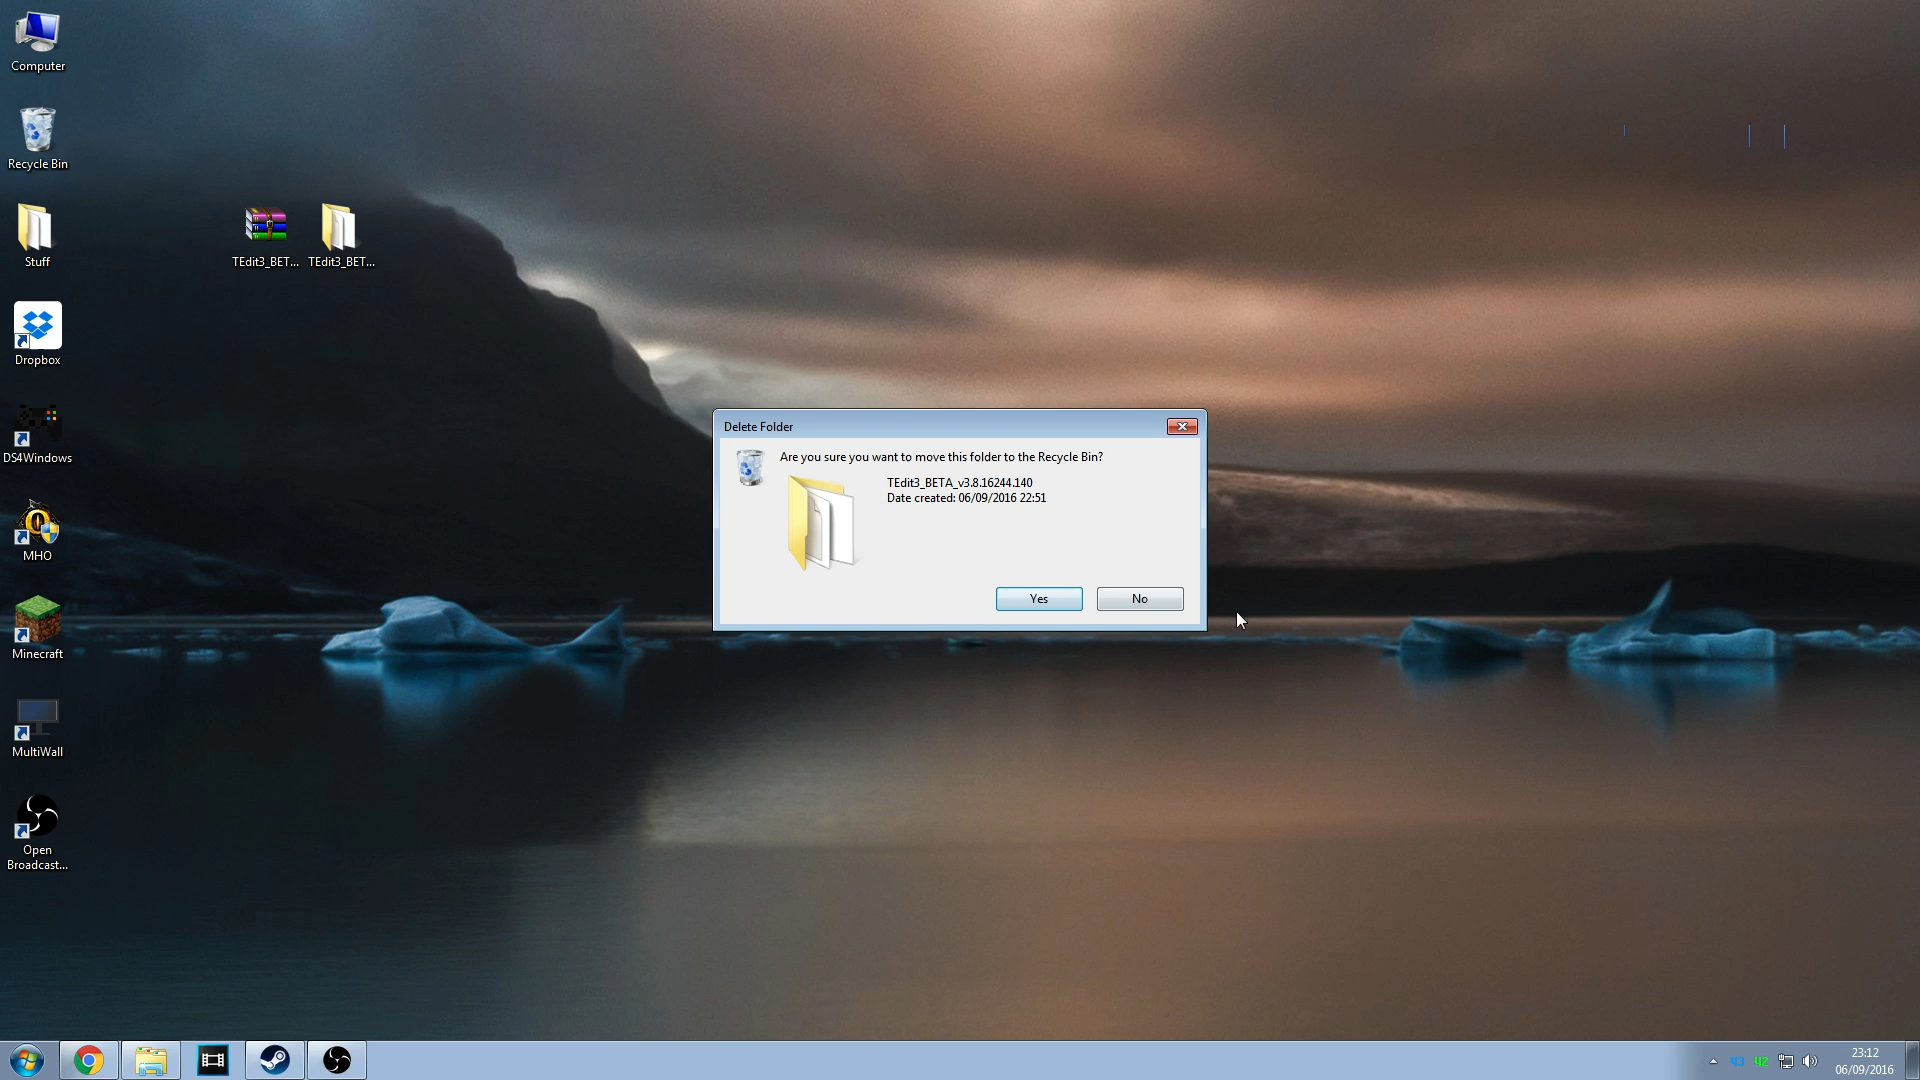 Computer
Recycle Bin
Stuff
TEdit3_BET...
TEdit3_BET...
Dropbox
DS4Windows
MHO
Minecraft
MultiWall
Open
Broadcast...
Delete Folder
Are you sure you want to move this folder to the Recycle Bin?
TEdit3_BETA_v3.8.16244.140
Date created: 06/09/2016 22:51
Yes
No
43
42
23:12
06/09/2016